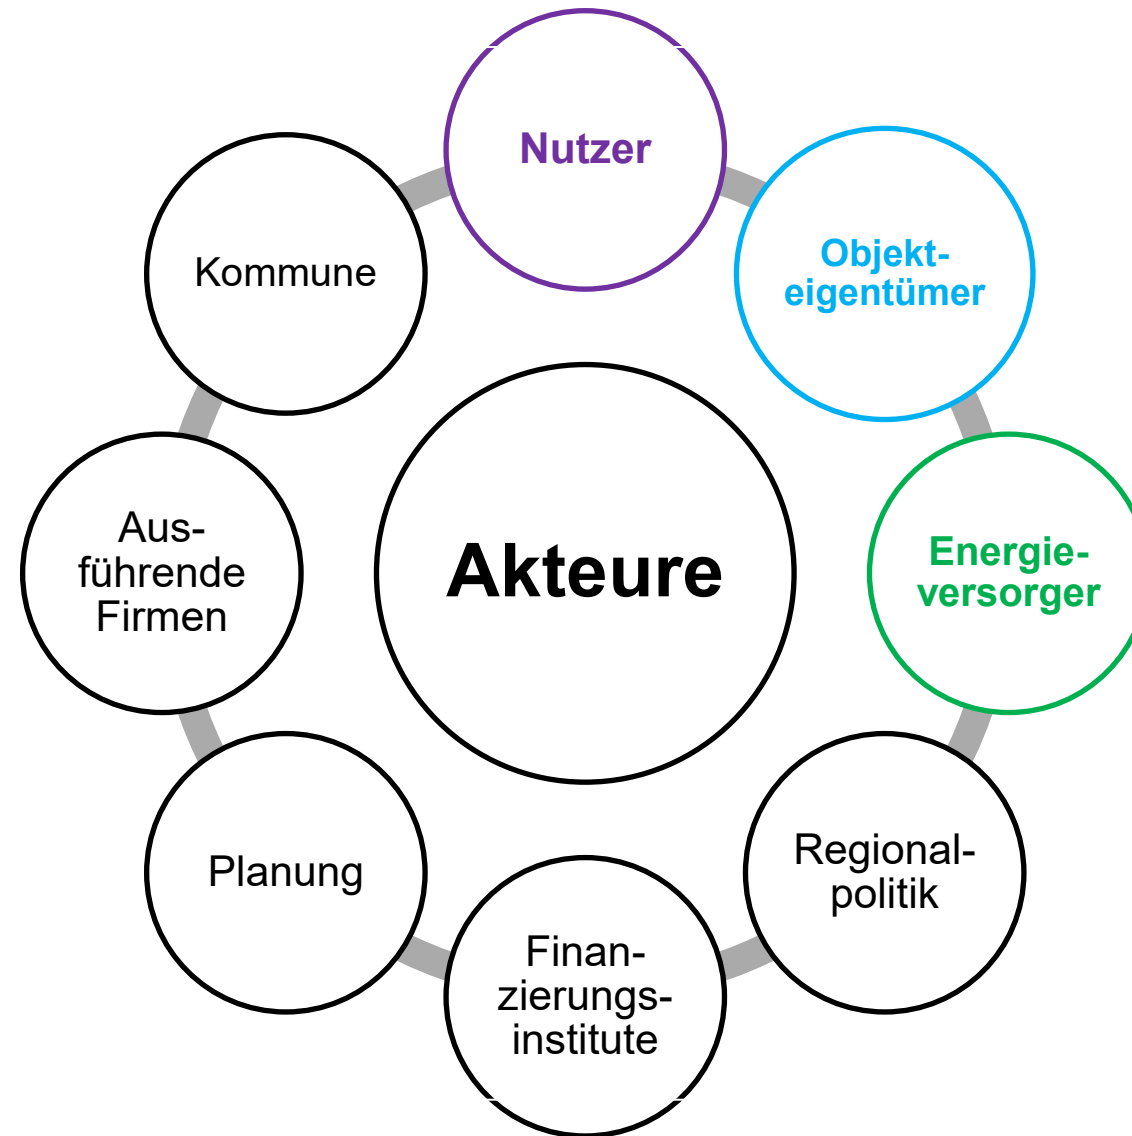 Nutzer
Objekt-
eigentümer
Energie-
versorger
Regional-
politik
Finan-
zierungs-
institute
Planung
Aus-
führende
Firmen
Kommune
Akteure